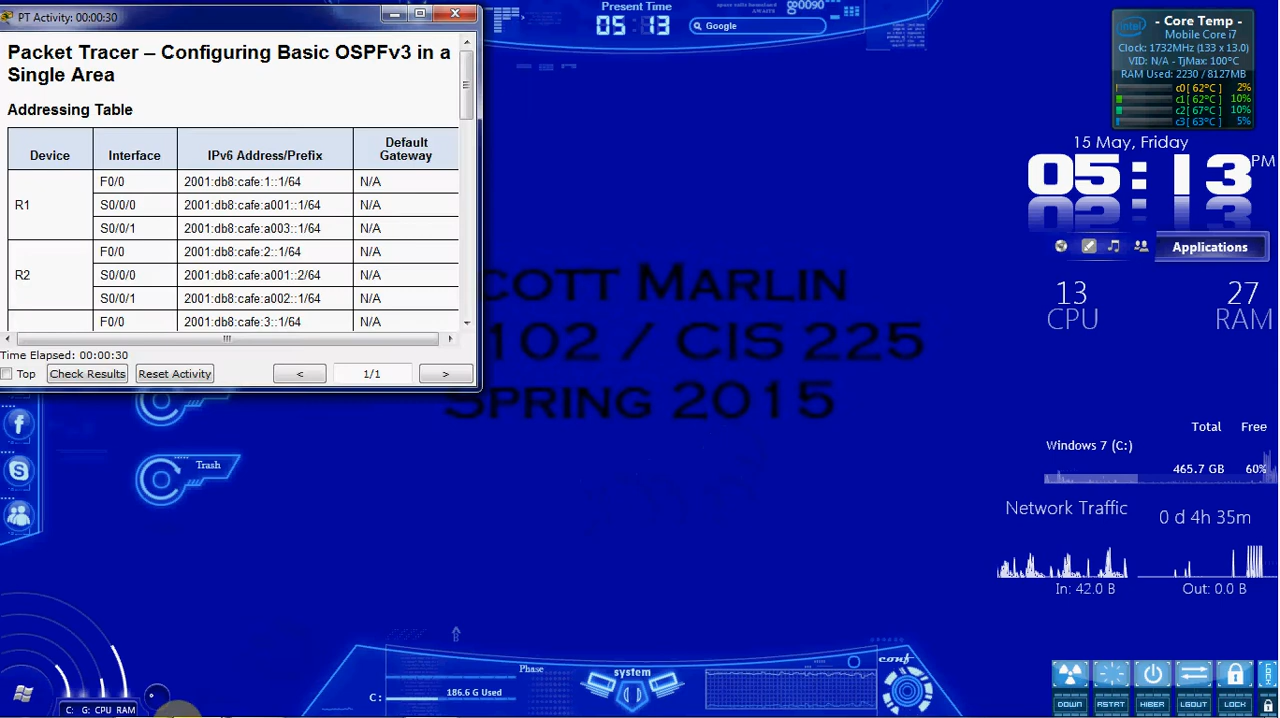 PT Activity: 00:00:30
Packet Tracer – Configuring Basic OSPFv3 in a
Single Area
Addressing Table
Device Interface IPv6 Address/Prefix Default Gateway
R1 F0/0 2001:db8:cafe:1::1/64 N/A
S0/0/0 2001:db8:cafe:a001::1/64 N/A
S0/0/1 2001:db8:cafe:a003::1/64 N/A
R2 F0/0 2001:db8:cafe:2::1/64 N/A
S0/0/0 2001:db8:cafe:a001::2/64 N/A
S0/0/1 2001:db8:cafe:a002::1/64 N/A
F0/0 2001:db8:cafe:3::1/64 N/A
Time Elapsed: 00:00:30
Top Check Results Reset Activity < 1/1 >
Present Time
05 13
Google
00090
- Core Temp -
Mobile Core i7
Clock: 1732MHz (133 x 13.0)
VID: N/A - TjMax: 100°C
RAM Used: 2230 / 8127MB
c0[ 62°C ] 2%
c1[ 62°C ] 10%
c2[ 67°C ] 10%
c3[ 63°C ] 5%
15 May, Friday
05:13 PM
Applications
13 CPU
27 RAM
cott Marlin
102 / CIS 225
Spring 2015
Total Free
Windows 7 (C:)
465.7 GB 60%
Network Traffic 0 d 4h 35m
In: 42.0 B Out: 0.0 B
Trash
Phase
system
conf
C: 186.6 G Used
C: G: CPU RAM
DOWN RSTRT HIBER LGOUT LOCK